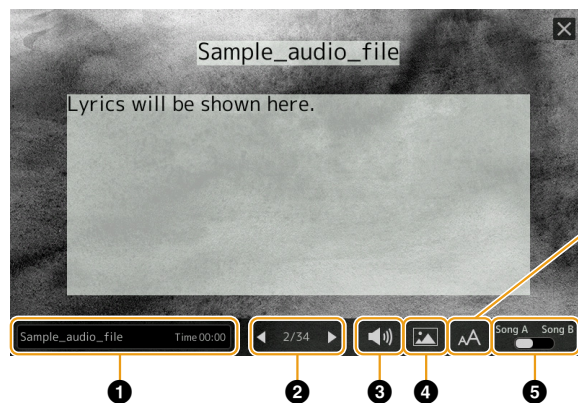 Sample_audio_file
Lyrics will be shown here.
Sample_audio_file Time 00:00 2/34 AA Song A Song B
1 2 3 4 5